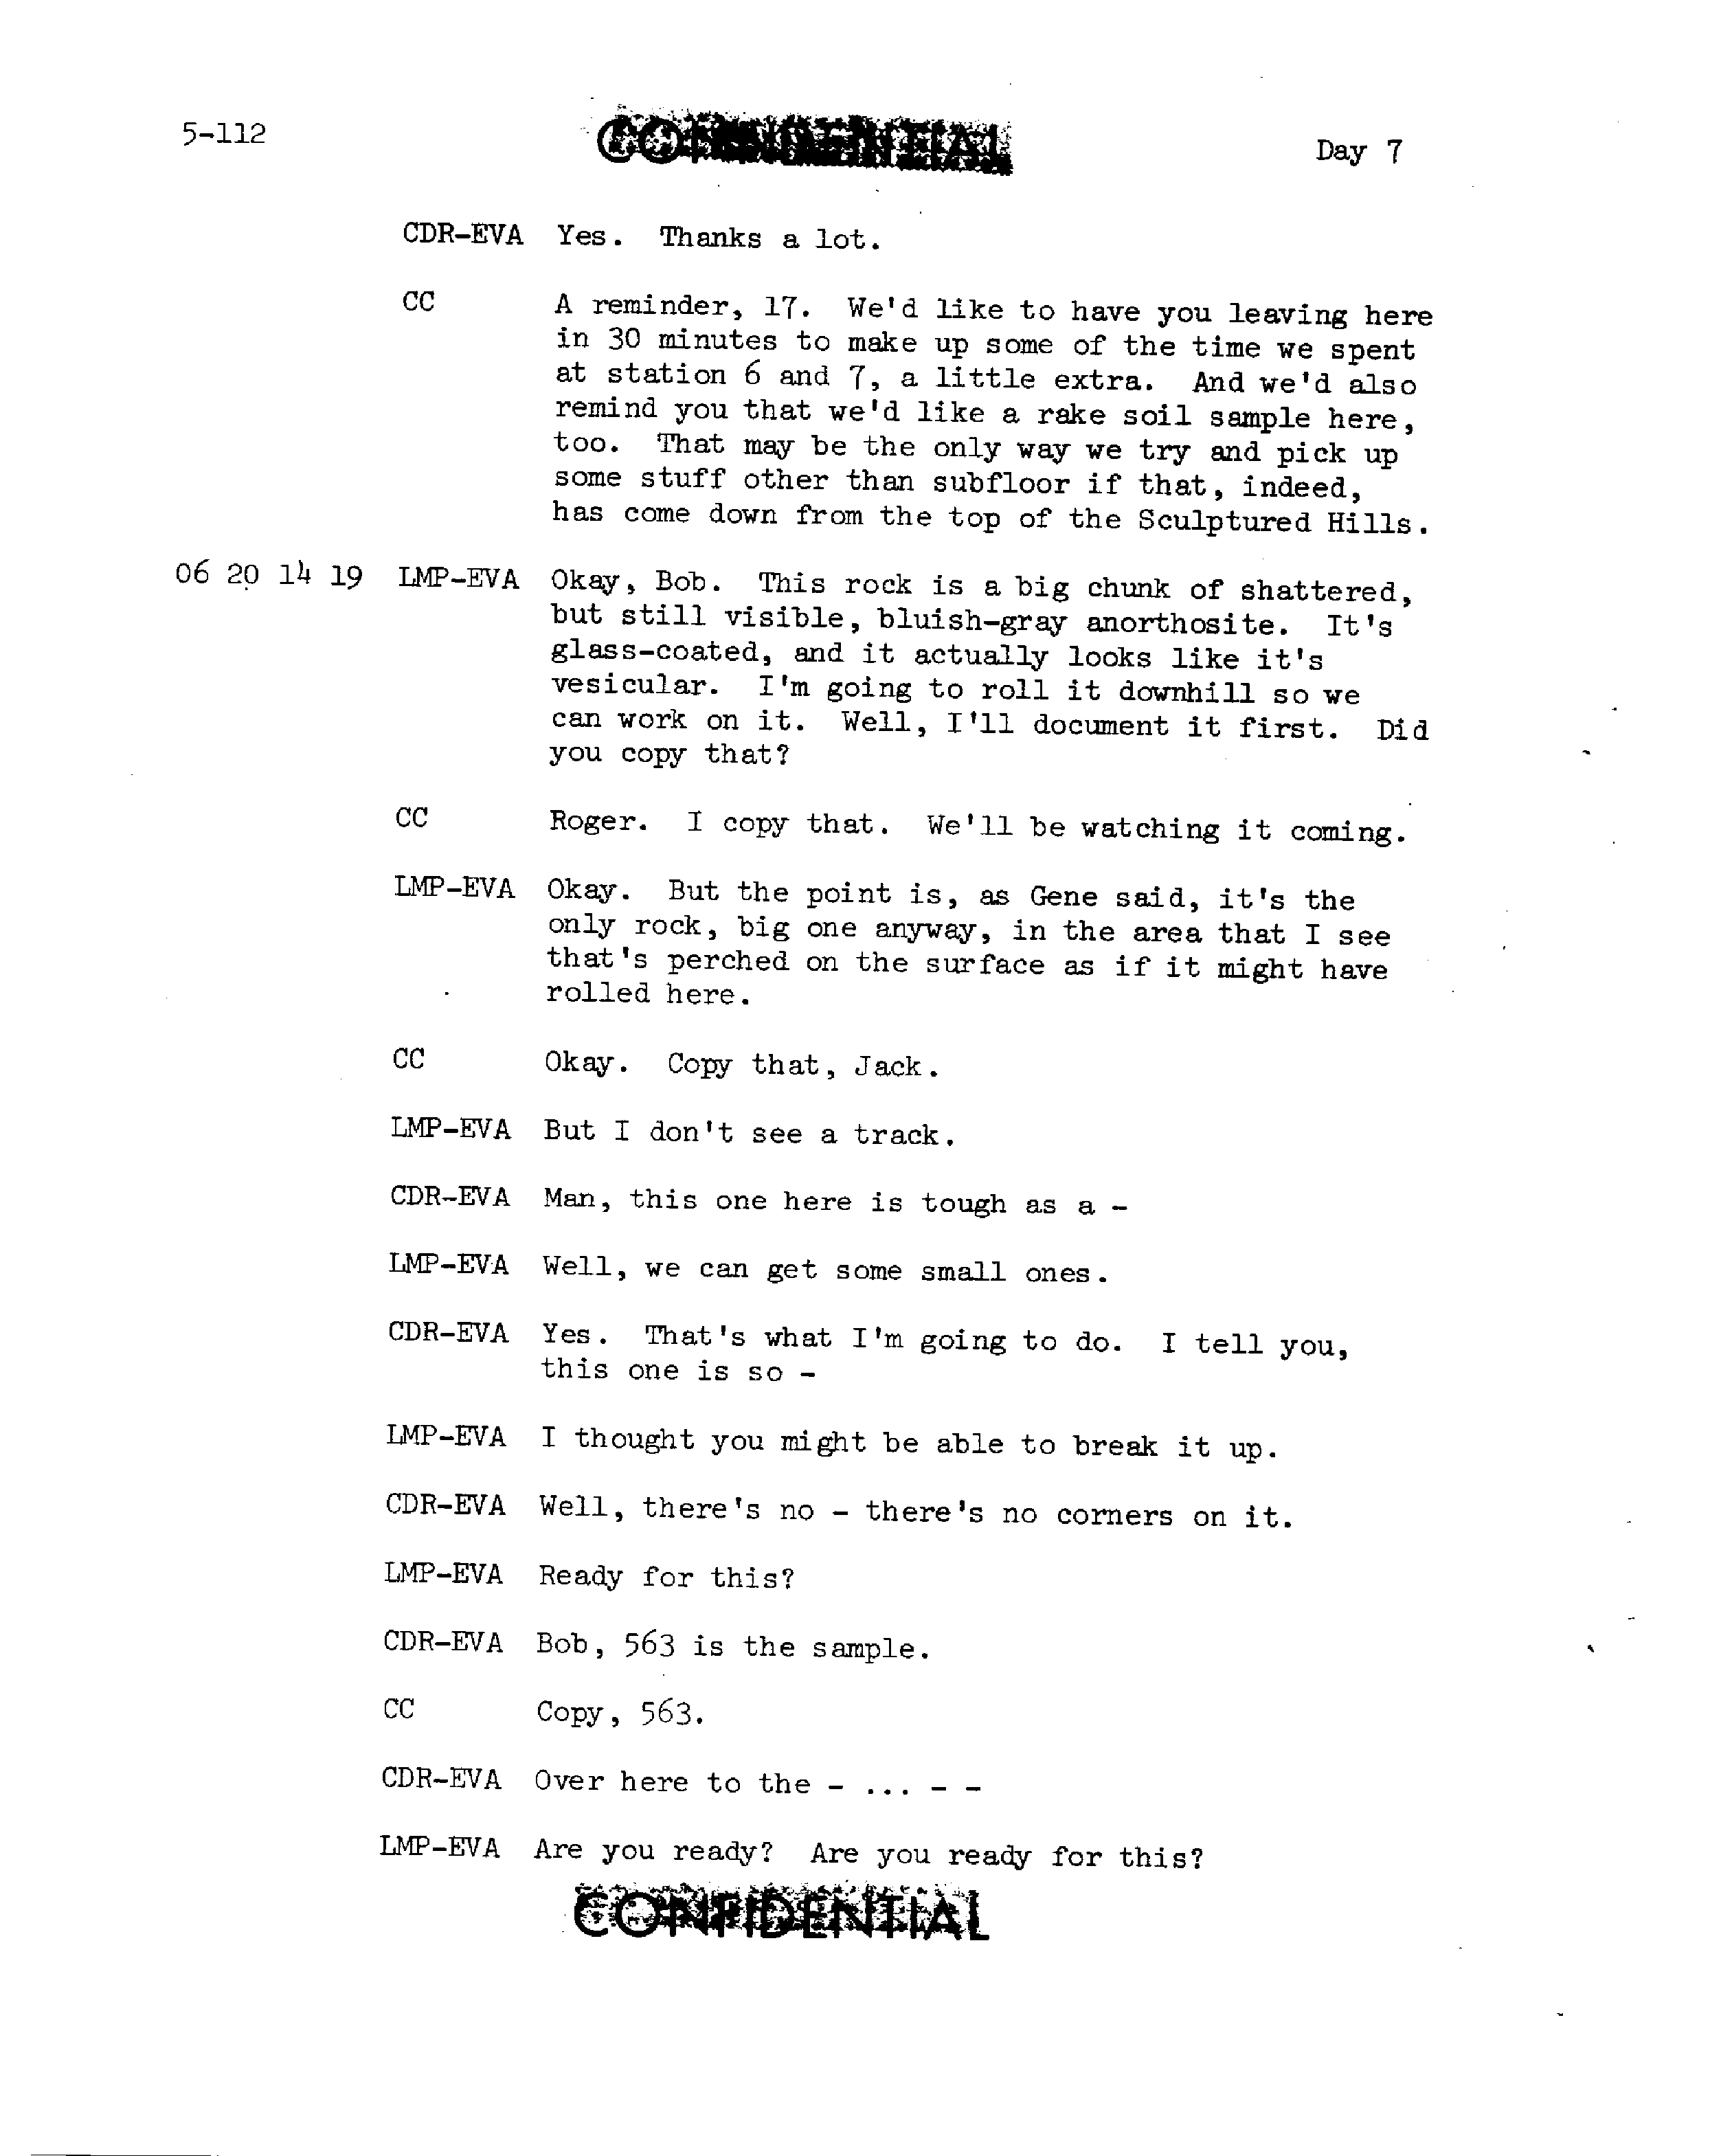 5-112
CONFIDENTIAL
Day 7
CDR-EVA Yes. Thanks a lot.
CC A reminder, 17. We'd like to have you leaving here
in 30 minutes to make up some of the time we spent
at station 6 and 7, a little extra. And we'd also
remind you that we'd like a rake soil sample here,
too. That may be the only way we try and pick up
some stuff other than subfloor if that, indeed,
has come down from the top of the Sculptured Hills.
06 20 14 19 LMP-EVA Okay, Bob. This rock is a big chunk of shattered,
but still visible, bluish-gray anorthosite. It's
glass-coated, and it actually looks like it's
vesicular. I'm going to roll it downhill so we
can work on it. Well, I'll document it first. Did
you copy that?
CC Roger. I copy that. We'll be watching it coming.
LMP-EVA Okay. But the point is, as Gene said, it's the
only rock, big one anyway, in the area that I see
that's perched on the surface as if it might have
rolled here.
CC Okay. Copy that, Jack.
LMP-EVA But I don't see a track.
CDR-EVA Man, this one here is tough as a -
LMP-EVA Well, we can get some small ones.
CDR-EVA Yes. That's what I'm going to do. I tell you,
this one is so -
LMP-EVA I thought you might be able to break it up.
CDR-EVA Well, there's no - there's no corners on it.
LMP-EVA Ready for this?
CDR-EVA Bob, 563 is the sample.
CC Copy, 563.
CDR-EVA Over here to the - ... - -
LMP-EVA Are you ready? Are you ready for this?
CONFIDENTIAL